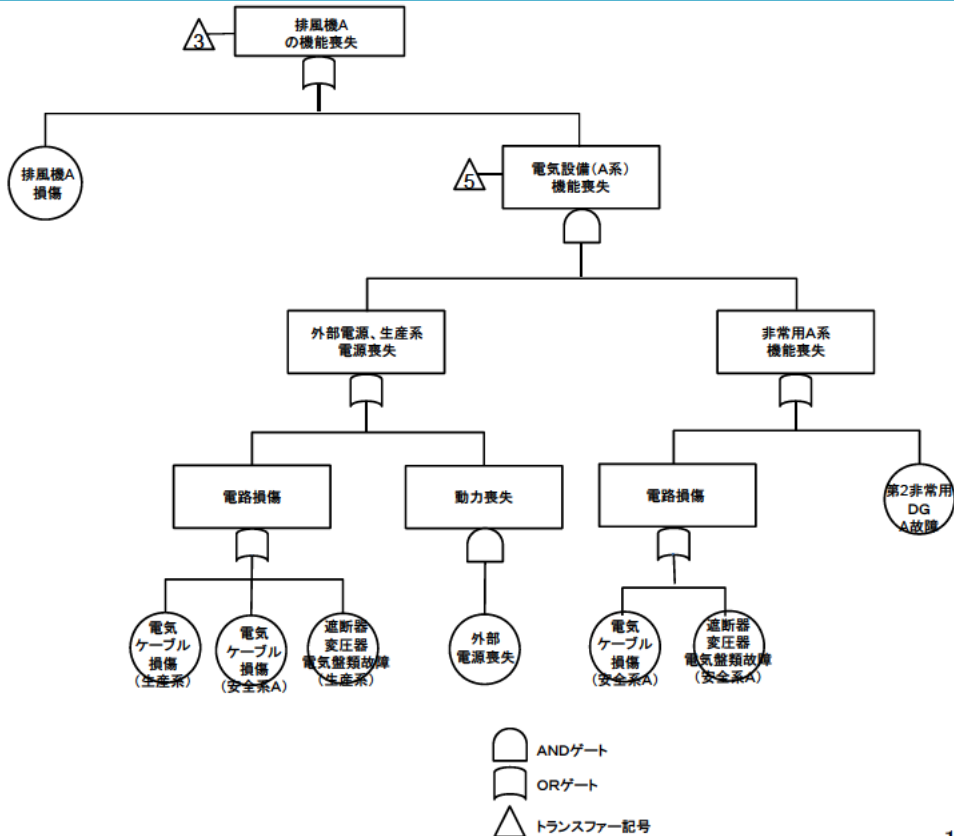 3
排風機A
の機能喪失
排風機A
損傷
5
電気設備(A系)
機能喪失
外部電源、生産系
電源喪失
非常用A系
機能喪失
電路損傷
動力喪失
電路損傷
第2非常用
DG
A故障
電気
ケーブル
損傷
(生産系)
電気
ケーブル
損傷
(安全系A)
遮断器
変圧器
電気盤類故障
(生産系)
外部
電源喪失
電気
ケーブル
損傷
(安全系A)
遮断器
変圧器
電気盤類故障
(安全系A)
ANDゲート
ORゲート
トランスファー記号